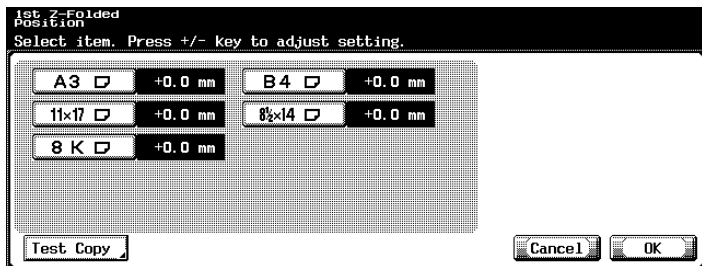 1st Z-Folded
Position
Select item. Press +/- key to adjust setting.
A3 +0.0 mm B4 +0.0 mm
11×17 +0.0 mm 8½×14 +0.0 mm
8 K +0.0 mm
Test Copy Cancel OK